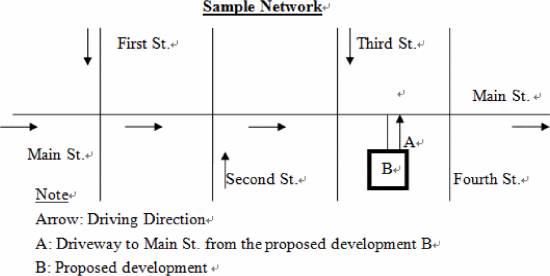 Sample Network
First St.
Third St.
Main St.
Main St.
A
B
Second St.
Fourth St.
Note
Arrow: Driving Direction
A: Driveway to Main St. from the proposed development B
B: Proposed development